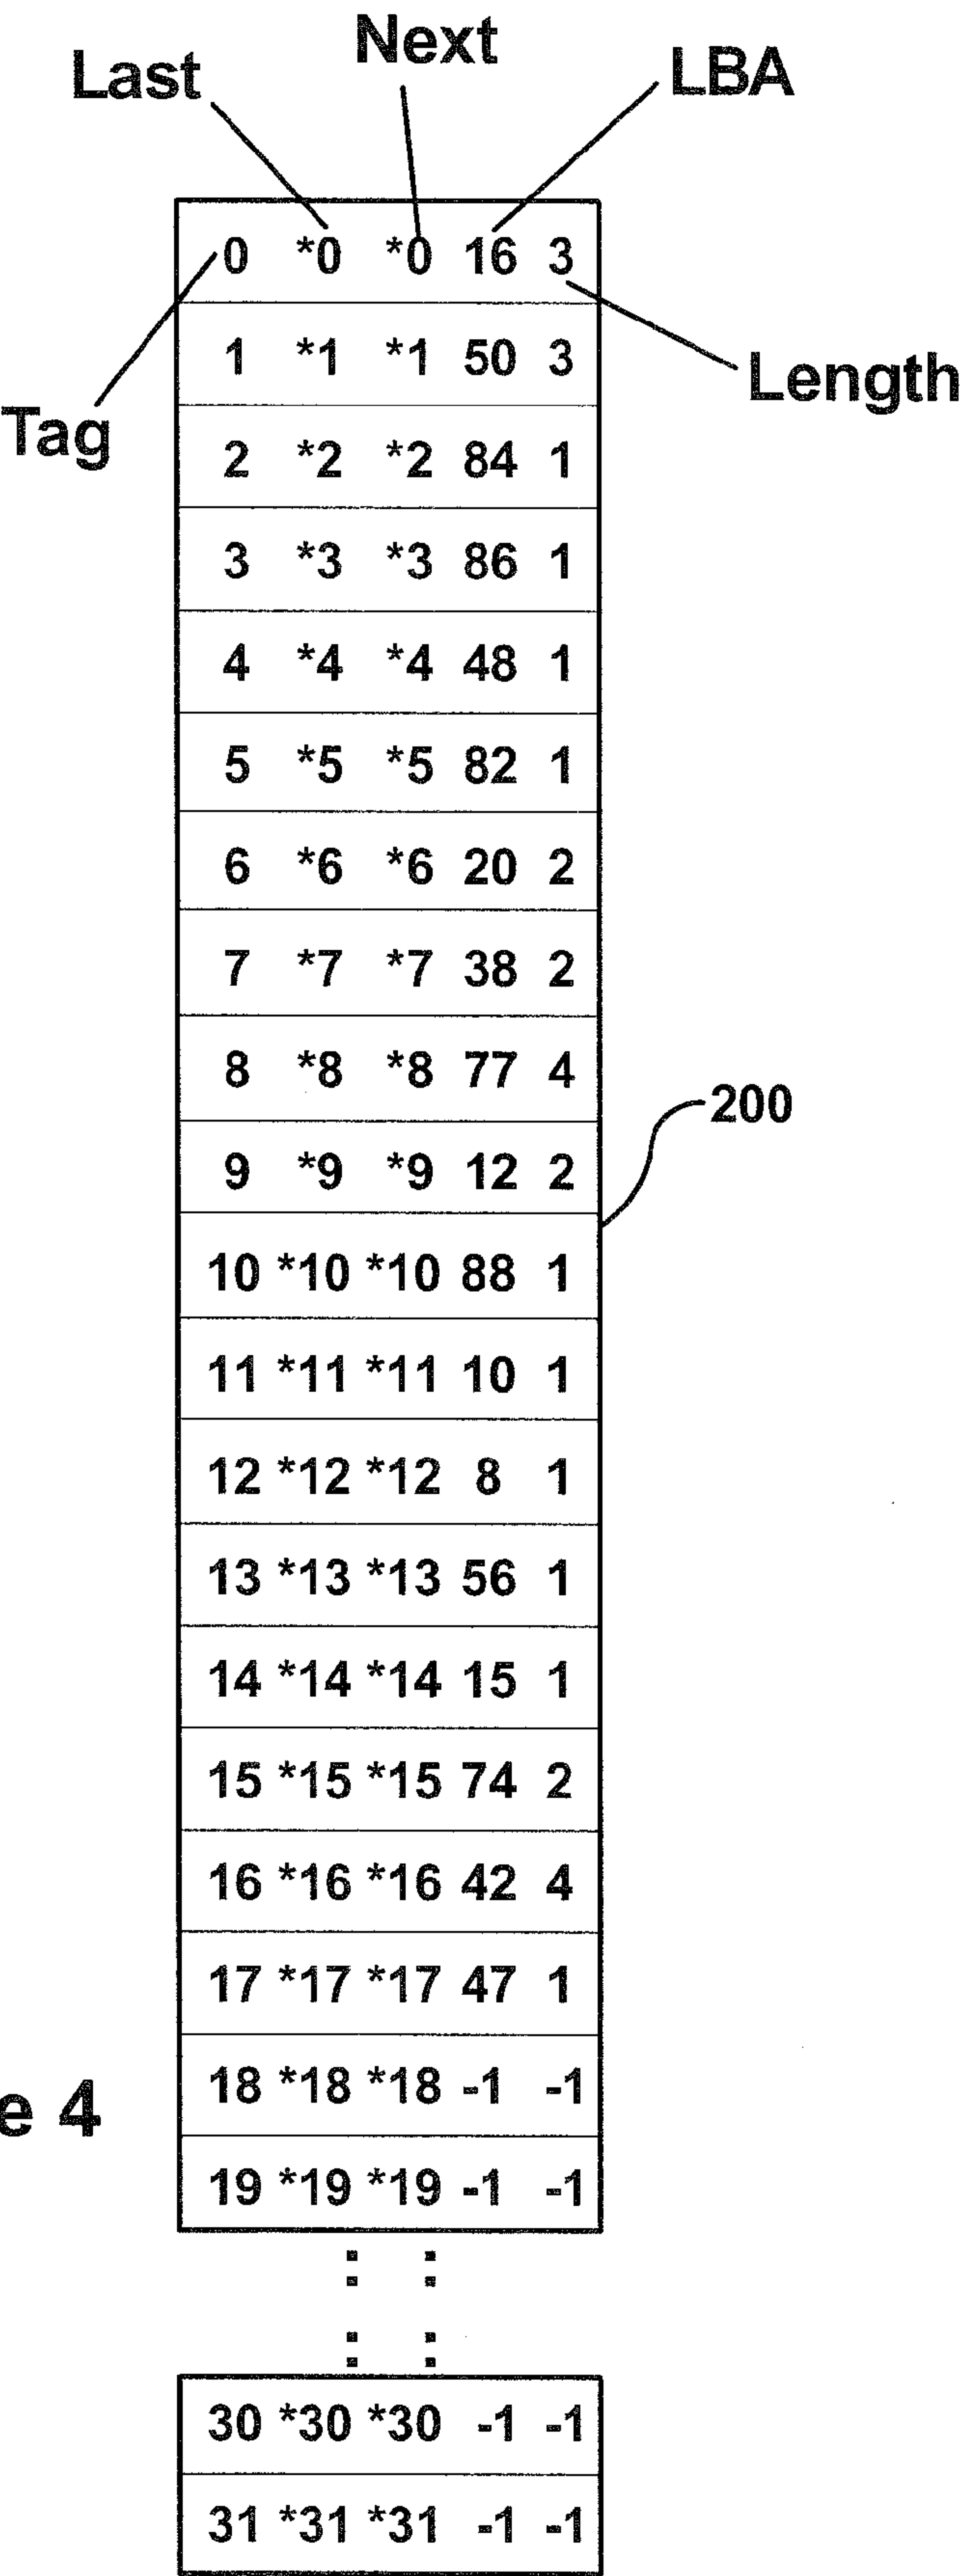 Next
Last
LBA
0 *0 *0 16 3
1 *1 *1 50 3
Length
Tag
2 *2 *2 84 1
3 *3 *3 86 1
4 *4 *4 48 1
5 *5 *5 82 1
6 *6 *6 20 2
7 *7 *7 38 2
8 *8 *8 77 4
200
9 *9 *9 12 2
10 *10 *10 88 1
11 *11 *11 10 1
12 *12 *12 8 1
13 *13 *13 56 1
14 *14 *14 15 1
15 *15 *15 74 2
16 *16 *16 42 4
17 *17 *17 47 1
18 *18 *18 -1 -1
e 4
19 *19 *19 -1 -1
: :
: :
30 *30 *30 -1 -1
31 *31 *31 -1 -1